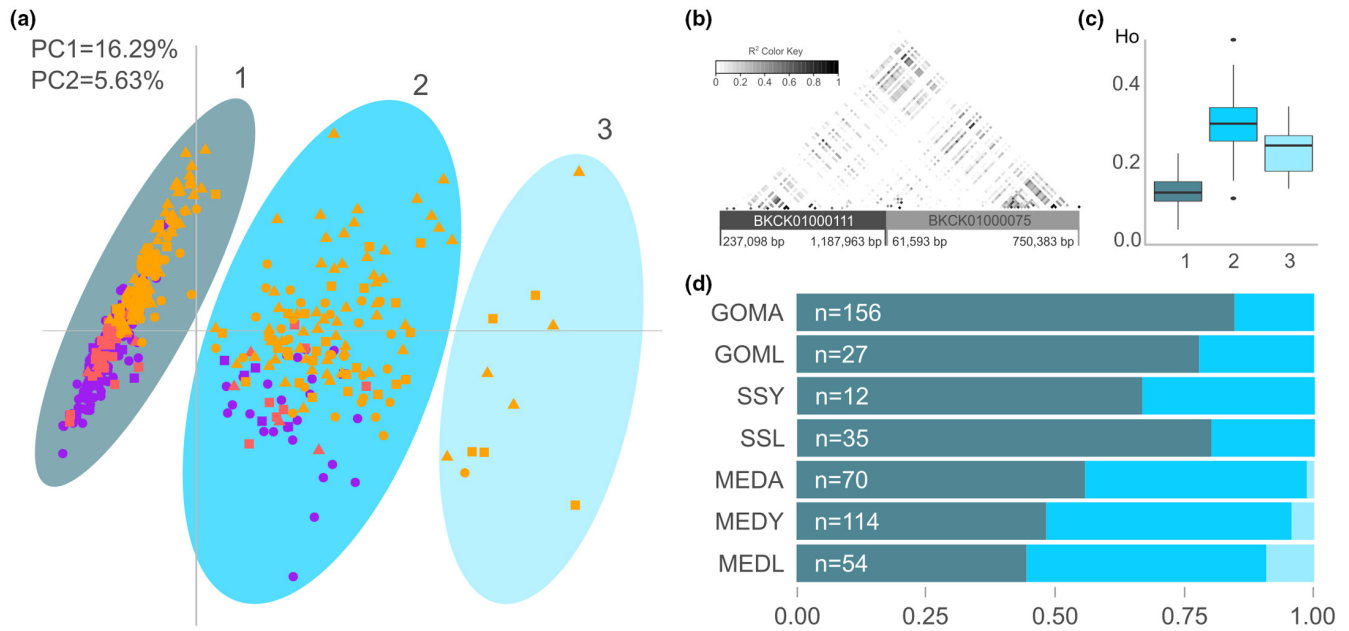 (a)
PC1=16.29%
PC2=5.63%
1
2
3
(b)
R² Color Key
0 0.2 0.4 0.6 0.8 1
BKCK01000111 BKCK01000075
237,098 bp 1,187,963 bp 61,593 bp 750,383 bp
(c)
Ho
0.4
0.2
0.0
1 2 3
(d)
GOMA n=156
GOML n=27
SSY n=12
SSL n=35
MEDA n=70
MEDY n=114
MEDL n=54
0.00 0.25 0.50 0.75 1.00